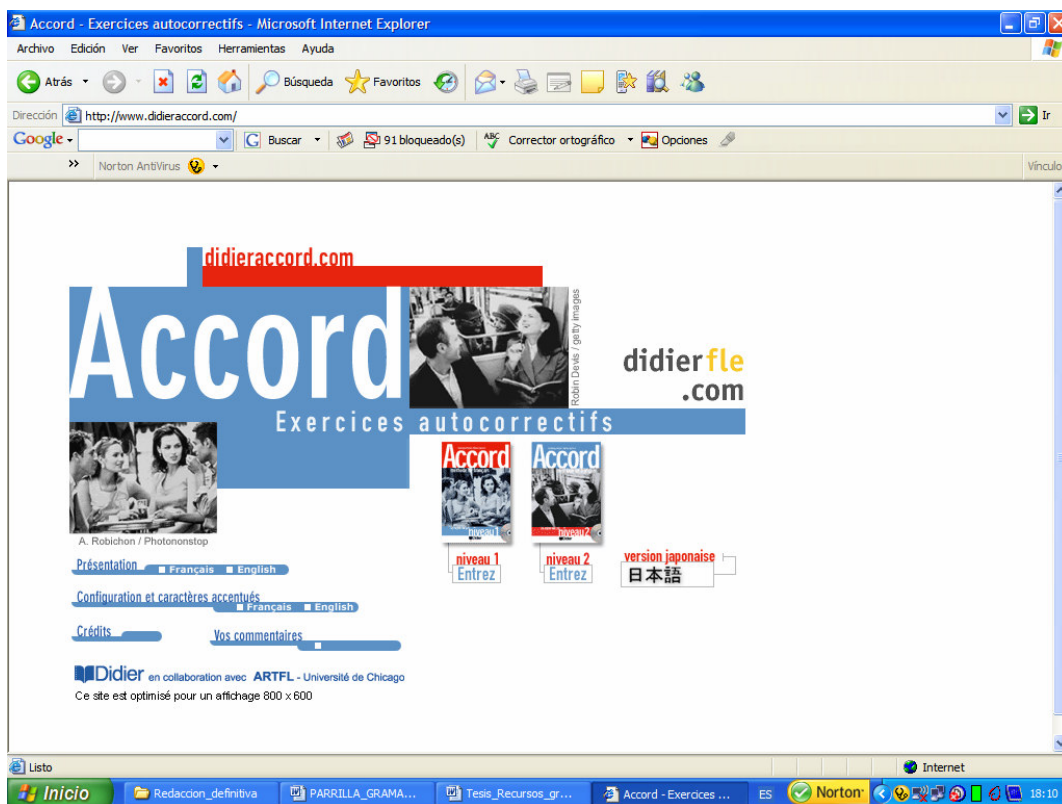 Accord - Exercices autocorrectifs - Microsoft Internet Explorer
Archivo Edición Ver Favoritos Herramientas Ayuda
Atrás Búsqueda Favoritos
Dirección http://www.didieraccord.com/ Ir
Google Buscar 91 bloqueado(s) ABC Corrector ortográfico Opciones
» Norton AntiVirus Vínculo
didieraccord.com
Accord
Robin Devis / getty images
didierfle
.com
Exercices autocorrectifs
Accord Accord
niveau1 niveau2
A. Robichon / Photononstop
niveau 1 niveau 2 version japonaise
Entrez Entrez 日本語
Présentation Français English
Configuration et caractères accentués
Français English
Crédits Vos commentaires
Didier en collaboration avec ARTFL - Université de Chicago
Ce site est optimisé pour un affichage 800 x 600
Listo Internet
Inicio Redaccion_definitiva PARRILLA_GRAMA... Tesis_Recursos_gr... Accord - Exercices ... ES Norton 18:18